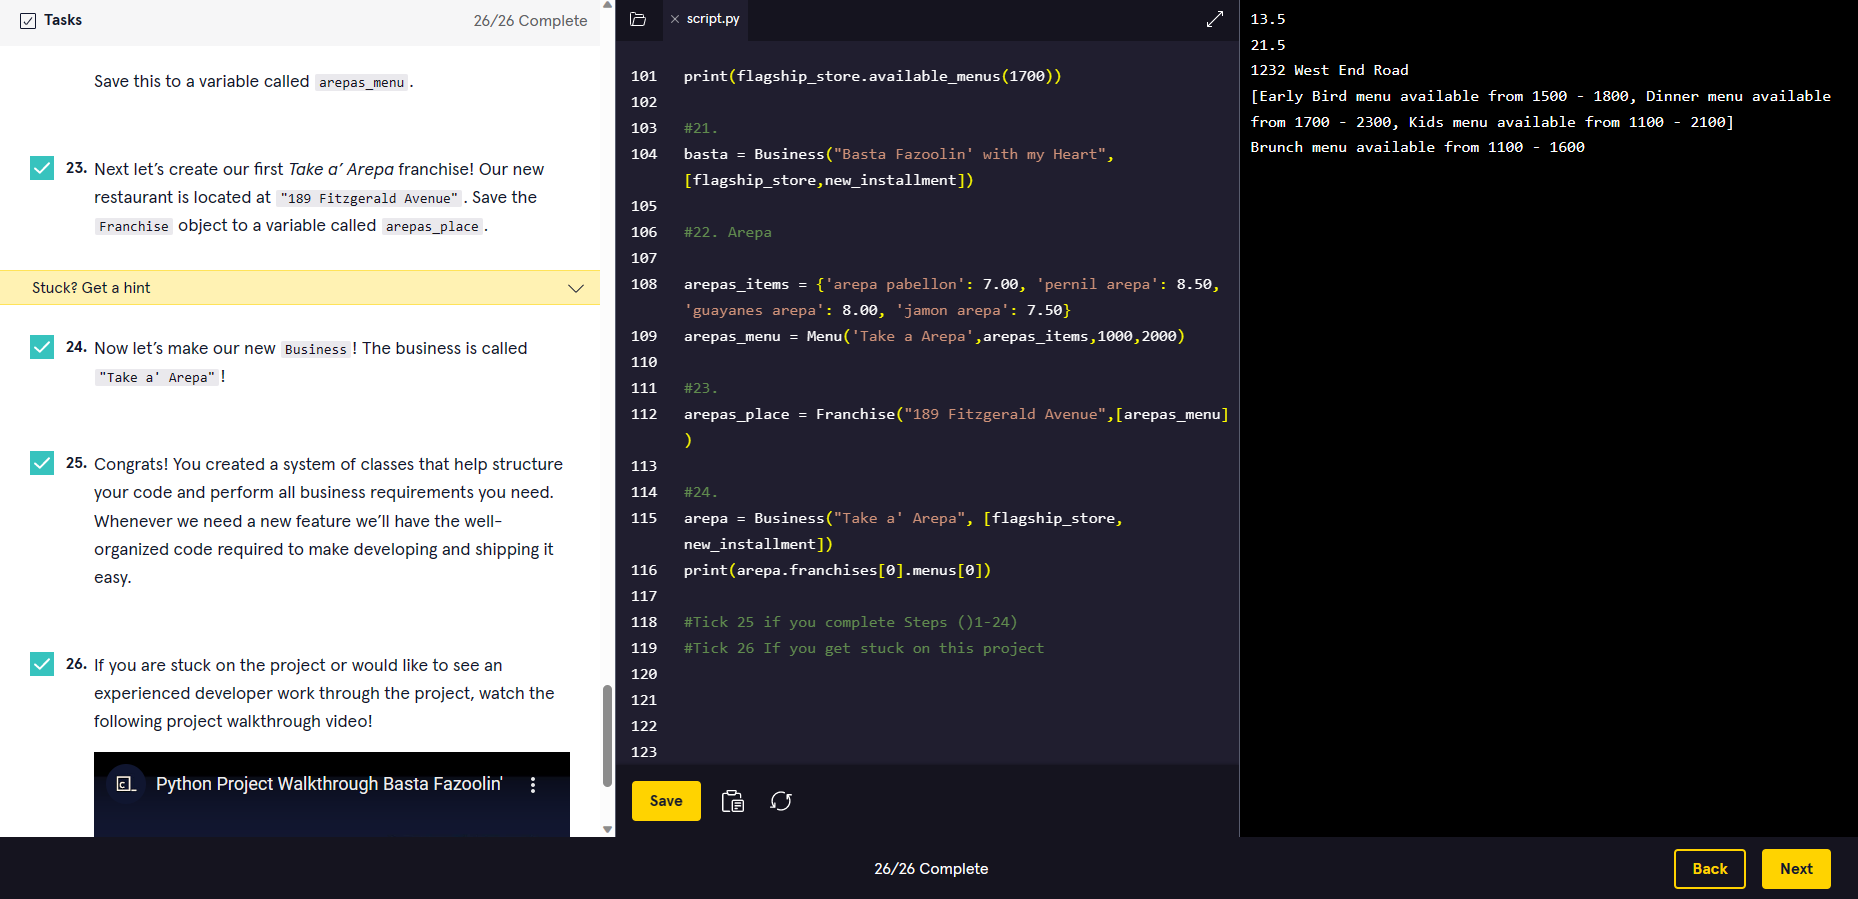 Tasks
26/26 Complete
Save this to a variable called arepas_menu.
23. Next let's create our first Take a' Arepa franchise! Our new
restaurant is located at "189 Fitzgerald Avenue". Save the
Franchise object to a variable called arepas_place.
Stuck? Get a hint
24. Now let's make our new Business! The business is called
"Take a' Arepa"!
25. Congrats! You created a system of classes that help structure
your code and perform all business requirements you need.
Whenever we need a new feature we'll have the well-
organized code required to make developing and shipping it
easy.
26. If you are stuck on the project or would like to see an
experienced developer work through the project, watch the
following project walkthrough video!
Python Project Walkthrough Basta Fazoolin'
script.py
101 print(flagship_store.available_menus(1700))
102
103 #21.
104 basta = Business("Basta Fazoolin' with my Heart",
[flagship_store,new_installment])
105
106 #22. Arepa
107
108 arepas_items = {'arepa pabellon': 7.00, 'pernil arepa': 8.50,
'guayanes arepa': 8.00, 'jamon arepa': 7.50}
109 arepas_menu = Menu('Take a Arepa',arepas_items,1000,2000)
110
111 #23.
112 arepas_place = Franchise("189 Fitzgerald Avenue",[arepas_menu]
)
113
114 #24.
115 arepa = Business("Take a' Arepa", [flagship_store,
new_installment])
116 print(arepa.franchises[0].menus[0])
117
118 #Tick 25 if you complete Steps ()1-24)
119 #Tick 26 If you get stuck on this project
120
121
122
123
Save
13.5
21.5
1232 West End Road
[Early Bird menu available from 1500 - 1800, Dinner menu available
from 1700 - 2300, Kids menu available from 1100 - 2100]
Brunch menu available from 1100 - 1600
26/26 Complete
Back
Next